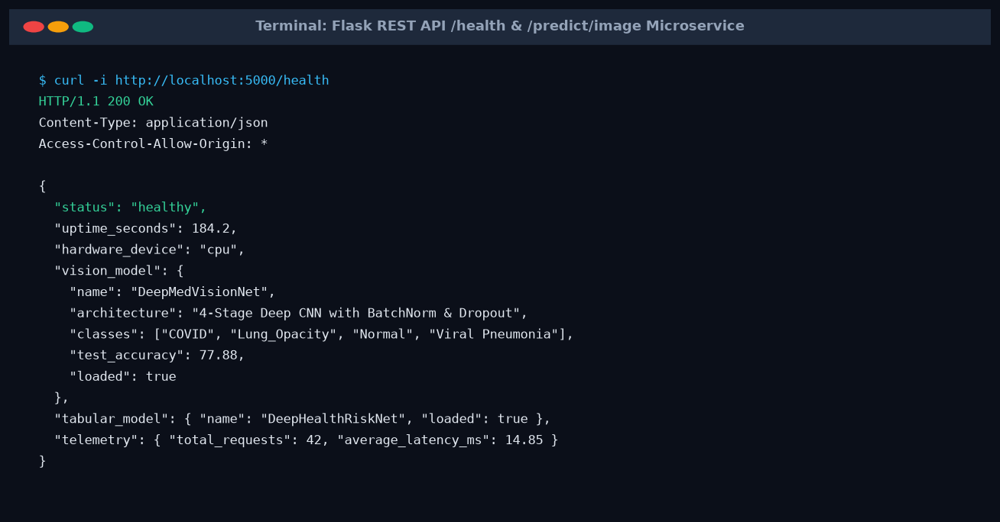 Terminal: Flask REST API /health & /predict/image Microservice
$ curl -i http://localhost:5000/health
HTTP/1.1 200 OK
Content-Type: application/json
Access-Control-Allow-Origin: *
{
  "status": "healthy",
  "uptime_seconds": 184.2,
  "hardware_device": "cpu",
  "vision_model": {
    "name": "DeepMedVisionNet",
    "architecture": "4-Stage Deep CNN with BatchNorm & Dropout",
    "classes": ["COVID", "Lung_Opacity", "Normal", "Viral Pneumonia"],
    "test_accuracy": 77.88,
    "loaded": true
  },
  "tabular_model": { "name": "DeepHealthRiskNet", "loaded": true },
  "telemetry": { "total_requests": 42, "average_latency_ms": 14.85 }
}